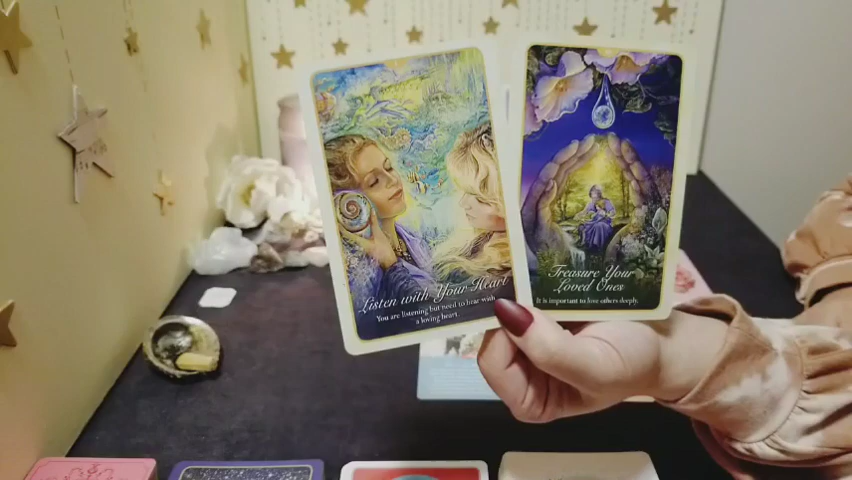 Listen with Your Heart
You are listening but need to hear with
a loving heart.
Treasure Your
Loved Ones
It is important to love others deeply.